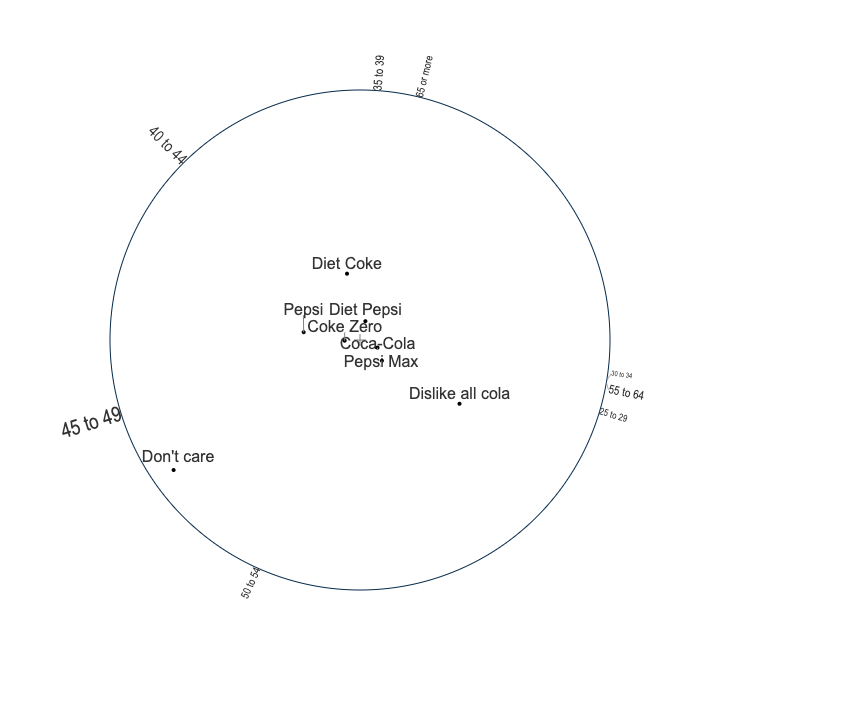 35 to 39
65 or more
40 to 44
Diet Coke
Pepsi
Diet Pepsi
Coke Zero
Coca-Cola
Pepsi Max
30 to 34
55 to 64
Dislike all cola
25 to 29
45 to 49
Don't care
50 to 54